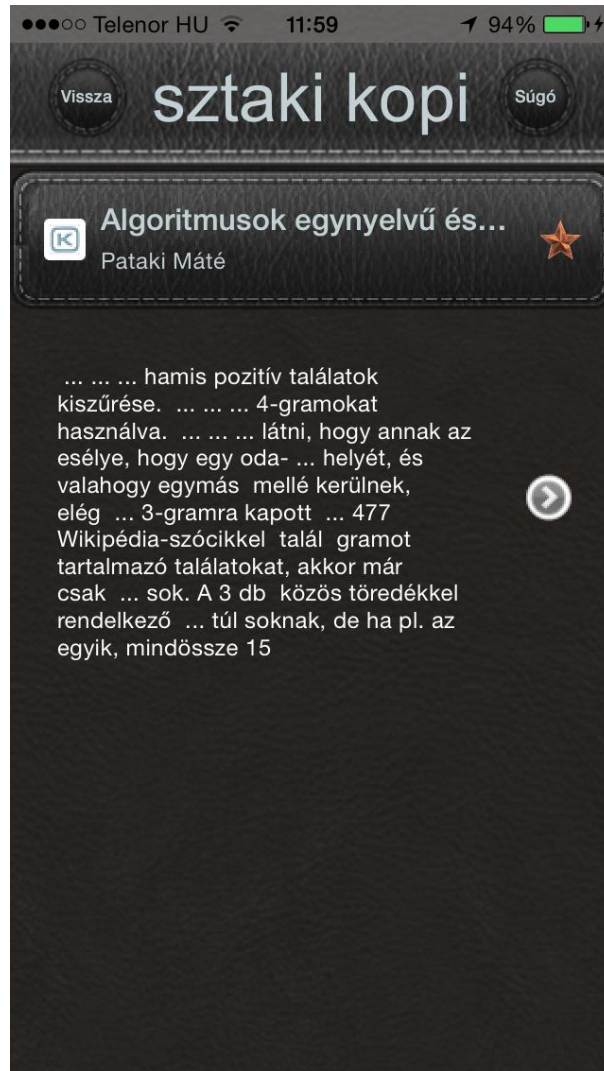 Telenor HU 11:59 94%
Vissza sztaki kopi Súgó
Algoritmusok egynyelvű és...
Pataki Máté
... ... ... hamis pozitív találatok
kiszűrése. ... ... ... 4-gramokat
használva. ... ... ... látni, hogy annak az
esélye, hogy egy oda- ... helyét, és
valahogy egymás mellé kerülnek,
elég ... 3-gramra kapott ... 477
Wikipédia-szócikkel talál gramot
tartalmazó találatokat, akkor már
csak ... sok. A 3 db közös töredékkel
rendelkező ... túl soknak, de ha pl. az
egyik, mindössze 15